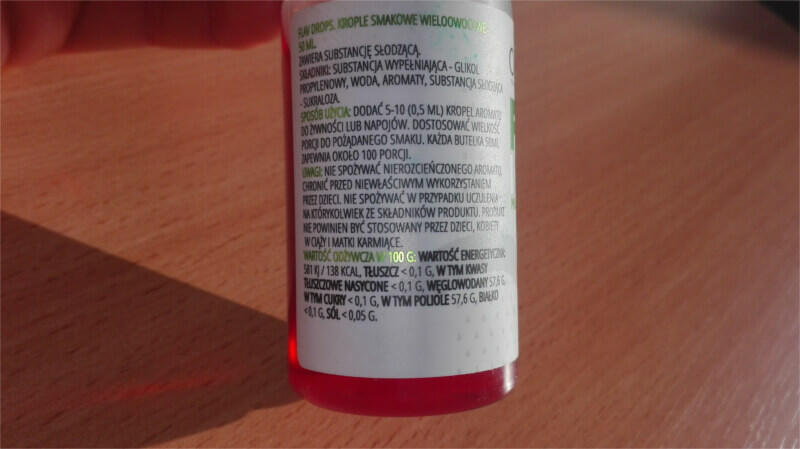 FLAV DROPS. KROPLE SMAKOWE WIELOOWOCOWE
50 ML.
ZAWIERA SUBSTANCJĘ SŁODZĄCĄ.
SKŁADNIKI: SUBSTANCJA WYPEŁNIAJĄCA - GLIKOL
PROPYLENOWY, WODA, AROMATY, SUBSTANCJA SŁODZĄCA
- SUKRALOZA.
SPOSÓB UŻYCIA: DODAĆ 5-10 (0,5 ML) KROPEL AROMATU
DO ŻYWNOŚCI LUB NAPOJÓW. DOSTOSOWAĆ WIELKOŚĆ
PORCJI DO POŻĄDANEGO SMAKU. KAŻDA BUTELKA 50ML
ZAPEWNIA OKOŁO 100 PORCJI.
UWAGI: NIE SPOŻYWAĆ NIEROZCIEŃCZONEGO AROMATU,
CHRONIĆ PRZED NIEWŁAŚCIWYM WYKORZYSTANIEM
PRZEZ DZIECI. NIE SPOŻYWAĆ W PRZYPADKU UCZULENIA
NA KTÓRYKOLWIEK ZE SKŁADNIKÓW PRODUKTU. PRODUKT
NIE POWINIEN BYĆ STOSOWANY PRZEZ DZIECI, KOBIETY
W CIĄŻY I MATKI KARMIĄCE.
WARTOŚĆ ODŻYWCZA W 100 G: WARTOŚĆ ENERGETYCZNA:
581 KJ / 138 KCAL, TŁUSZCZ < 0,1 G, W TYM KWASY
TŁUSZCZOWE NASYCONE < 0,1 G, WĘGLOWODANY 57,6 G,
W TYM CUKRY < 0,1 G, W TYM POLIOLE 57,6 G, BIAŁKO
< 0,1 G, SÓL < 0,05 G.